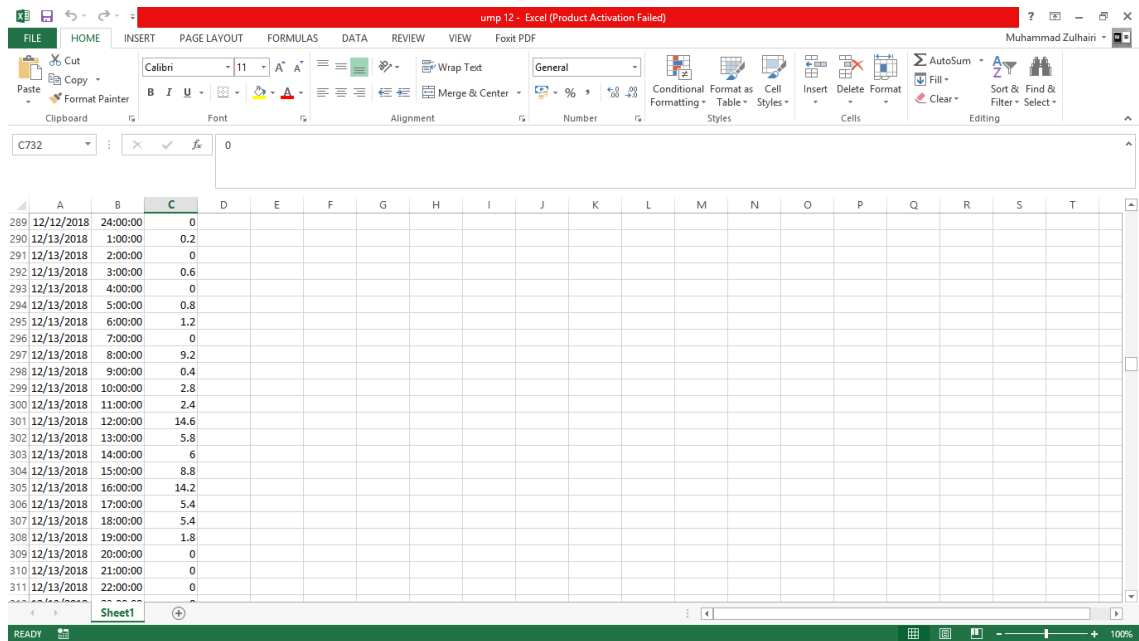 ump 12 - Excel (Product Activation Failed)
FILE HOME INSERT PAGE LAYOUT FORMULAS DATA REVIEW VIEW Foxit PDF Muhammad Zulhairi
Paste Cut Copy Format Painter Clipboard
Calibri 11 B I U Font
Wrap Text Merge & Center Alignment
General % Number
Conditional Formatting Format as Table Cell Styles Styles
Insert Delete Format Cells
AutoSum Fill Clear Sort & Filter Find & Select Editing
C732 fx 0
A B C D E F G H I J K L M N O P Q R S T
289 12/12/2018 24:00:00 0
290 12/13/2018 1:00:00 0.2
291 12/13/2018 2:00:00 0
292 12/13/2018 3:00:00 0.6
293 12/13/2018 4:00:00 0
294 12/13/2018 5:00:00 0.8
295 12/13/2018 6:00:00 1.2
296 12/13/2018 7:00:00 0
297 12/13/2018 8:00:00 9.2
298 12/13/2018 9:00:00 0.4
299 12/13/2018 10:00:00 2.8
300 12/13/2018 11:00:00 2.4
301 12/13/2018 12:00:00 14.6
302 12/13/2018 13:00:00 5.8
303 12/13/2018 14:00:00 6
304 12/13/2018 15:00:00 8.8
305 12/13/2018 16:00:00 14.2
306 12/13/2018 17:00:00 5.4
307 12/13/2018 18:00:00 5.4
308 12/13/2018 19:00:00 1.8
309 12/13/2018 20:00:00 0
310 12/13/2018 21:00:00 0
311 12/13/2018 22:00:00 0
Sheet1
READY 100%